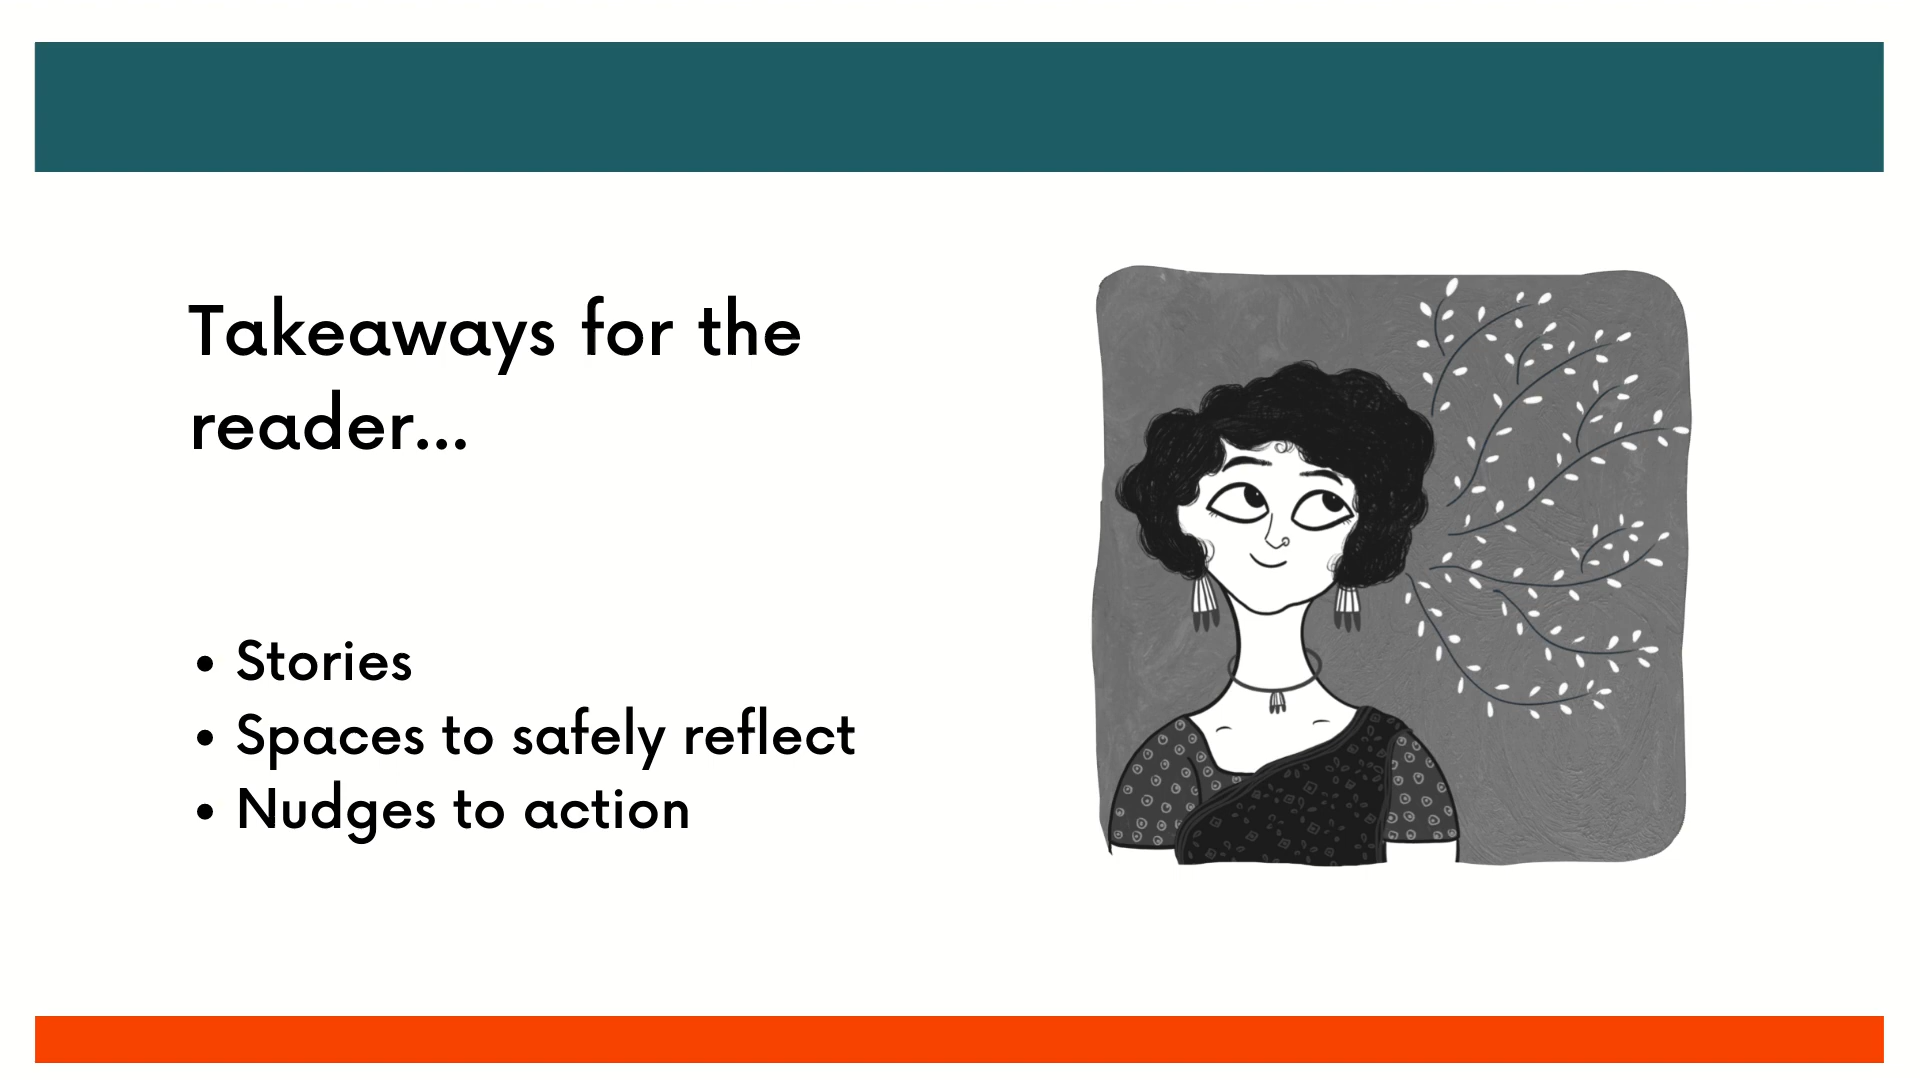 Takeaways for the
reader...
• Stories
• Spaces to safely reflect
• Nudges to action